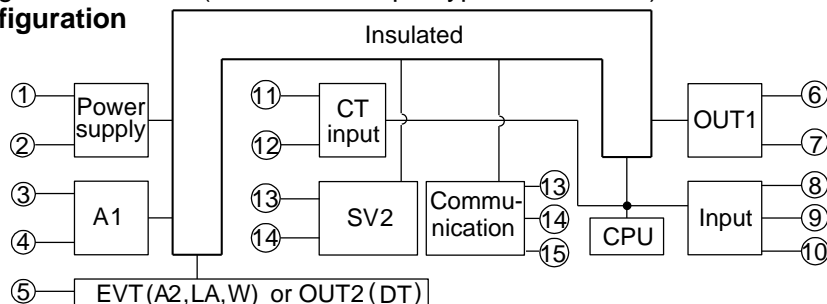 figuration
Insulated
① Power supply ②
③ A1 ④
⑤ EVT(A2,LA,W) or OUT2(DT)
⑪ CT input ⑫
⑬ SV2 ⑭
Commu-nication ⑬ ⑭ ⑮
OUT1 ⑥ ⑦
CPU
Input ⑧ ⑨ ⑩